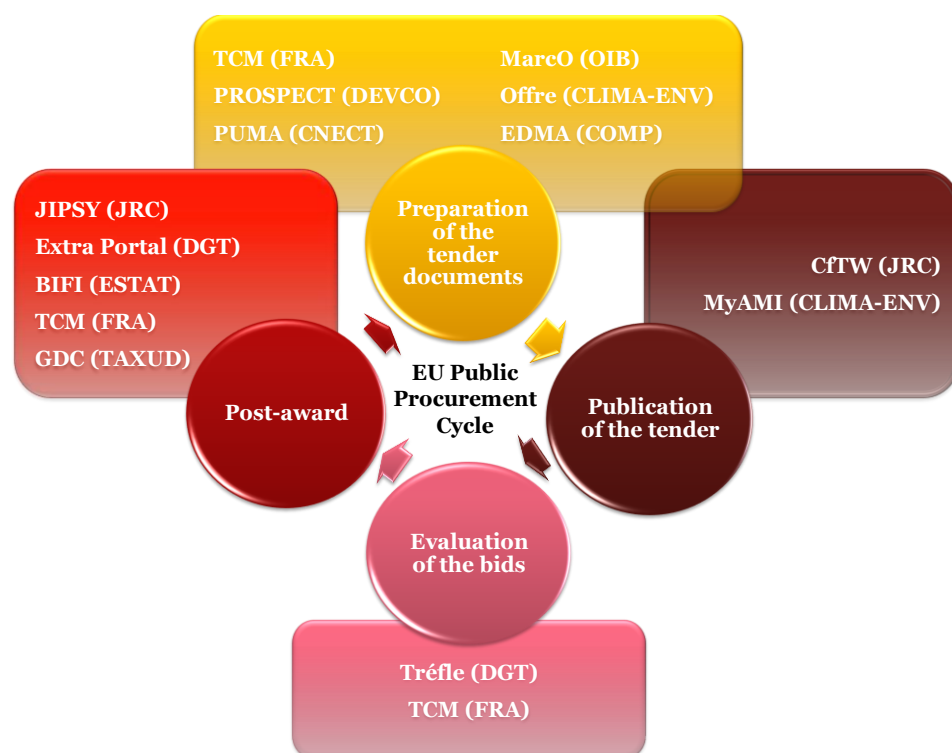 TCM (FRA)
PROSPECT (DEVCO)
PUMA (CNECT)
MarcO (OIB)
Offre (CLIMA-ENV)
EDMA (COMP)
Preparation
of the
tender
documents
JIPSY (JRC)
Extra Portal (DGT)
BIFI (ESTAT)
TCM (FRA)
GDC (TAXUD)
CfTW (JRC)
MyAMI (CLIMA-ENV)
Post-award
EU Public
Procurement
Cycle
Publication
of the tender
Evaluation
of the bids
Tréfle (DGT)
TCM (FRA)